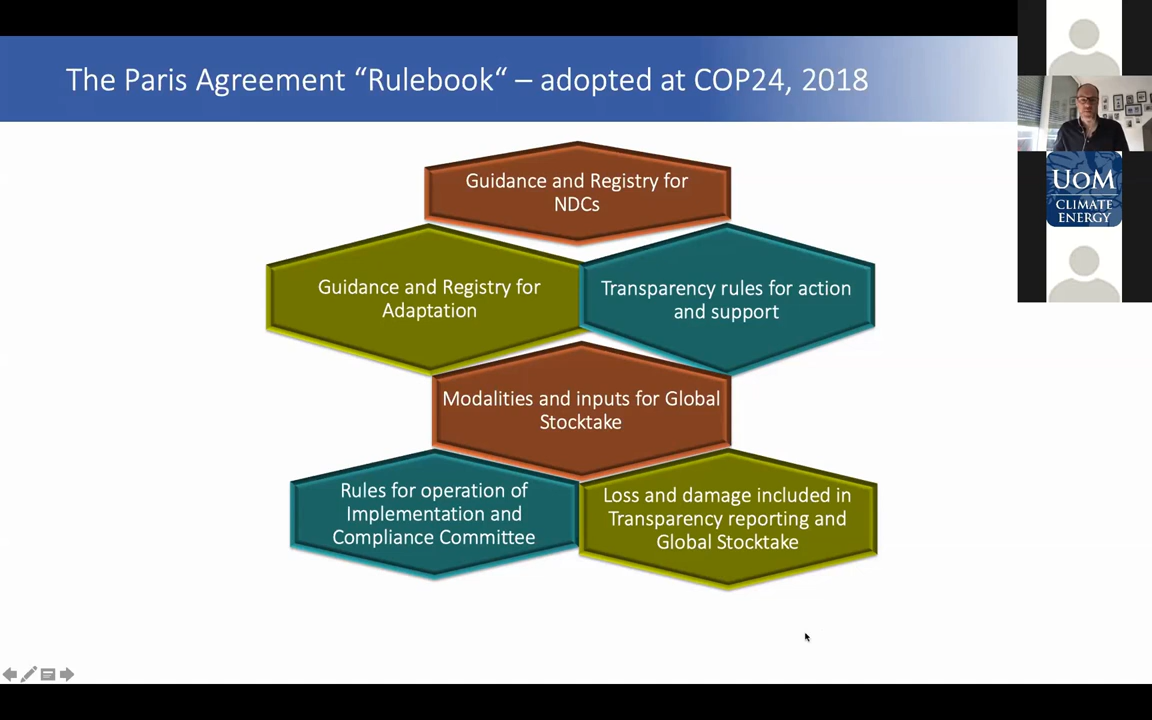 The Paris Agreement “Rulebook“ – adopted at COP24, 2018
Guidance and Registry for
NDCs
Guidance and Registry for
Adaptation
Transparency rules for action
and support
Modalities and inputs for Global
Stocktake
Rules for operation of
Implementation and
Compliance Committee
Loss and damage included in
Transparency reporting and
Global Stocktake
UOM
CLIMATE
ENERGY